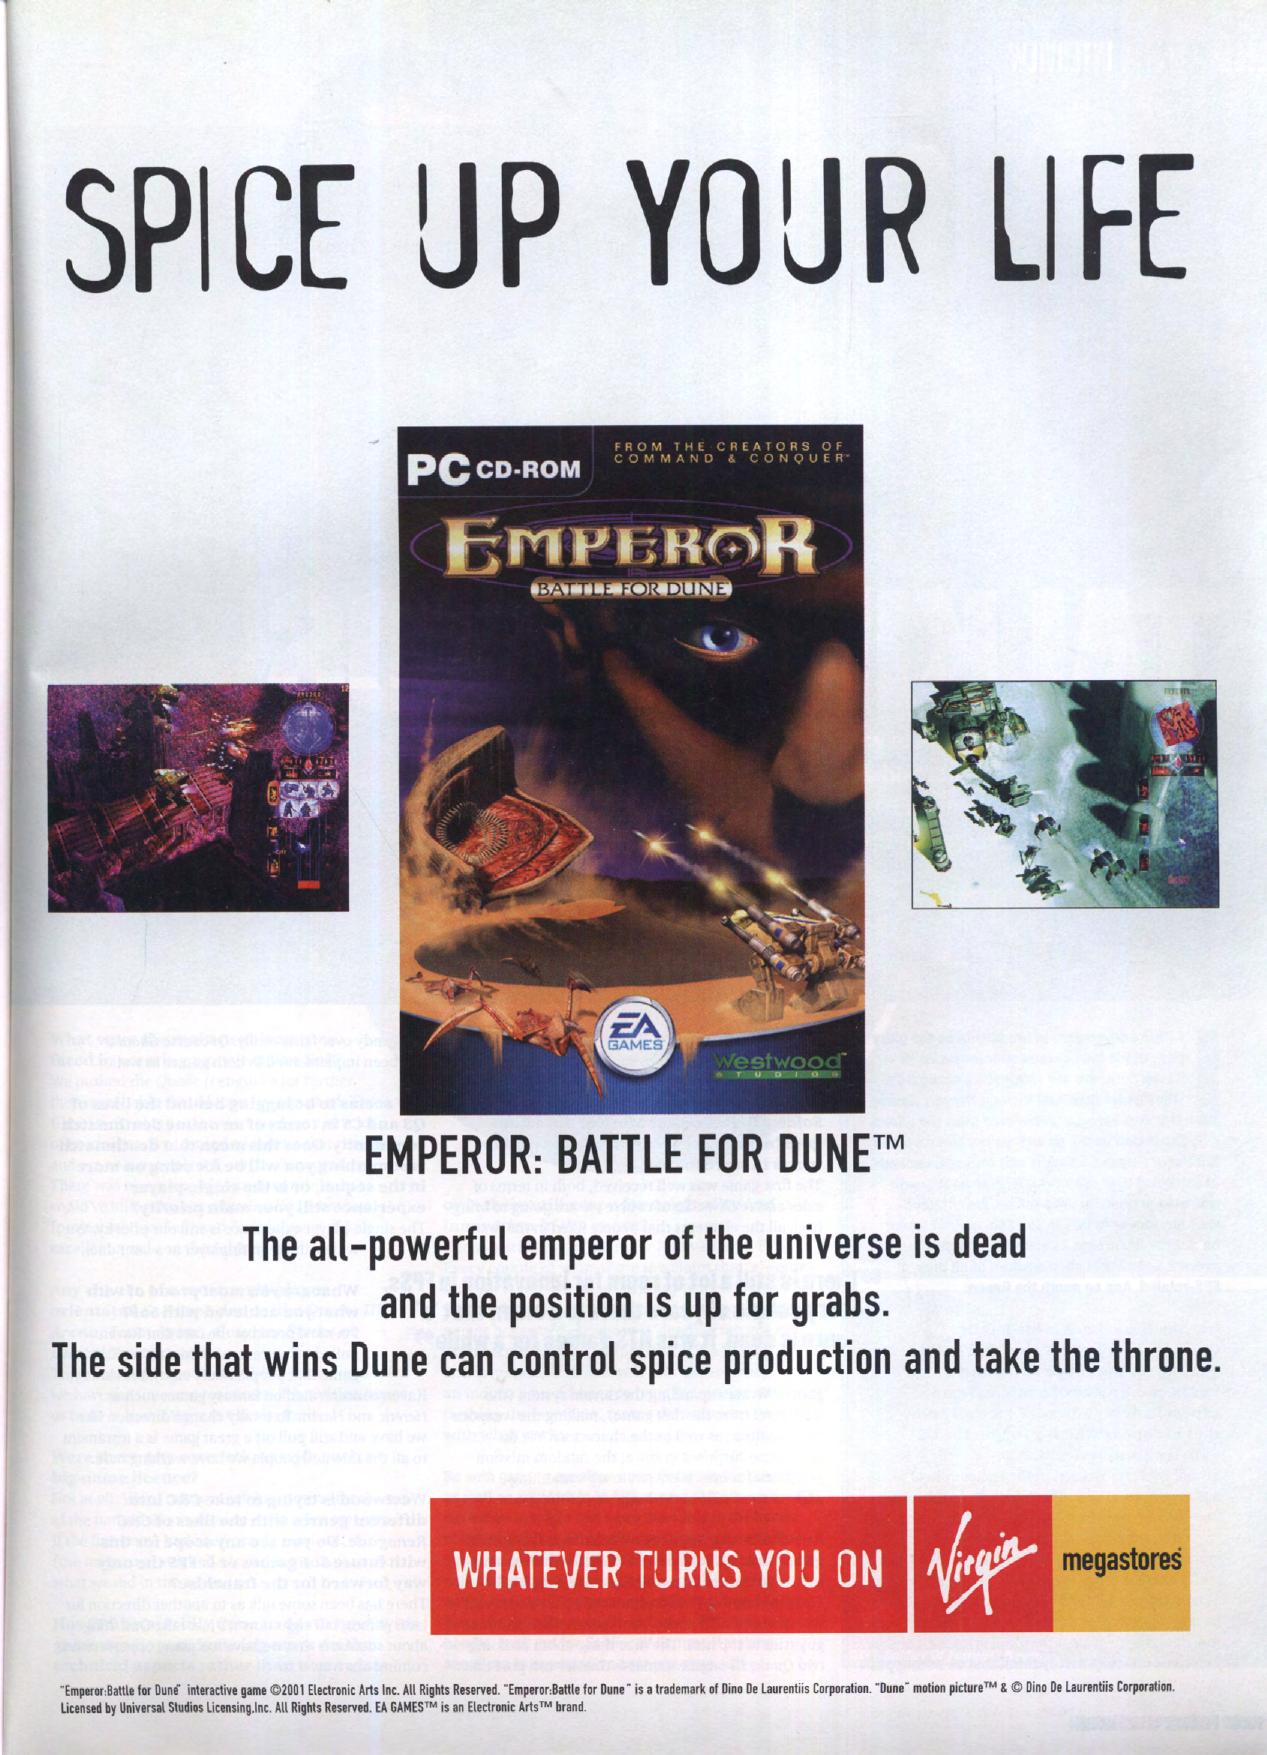 SPICE UP YOUR LIFE
PC CD-ROM
FROM THE CREATORS OF
COMMAND & CONQUER™
EMPEROR
BATTLE FOR DUNE
EA
GAMES
Westwood
STUDIOS
EMPEROR: BATTLE FOR DUNE™
The all-powerful emperor of the universe is dead
and the position is up for grabs.
The side that wins Dune can control spice production and take the throne.
WHATEVER TURNS YOU ON
Virgin
megastores
"Emperor:Battle for Dune" interactive game ©2001 Electronic Arts Inc. All Rights Reserved. "Emperor:Battle for Dune" is a trademark of Dino De Laurentiis Corporation. "Dune" motion picture™ & © Dino De Laurentiis Corporation.
Licensed by Universal Studios Licensing,Inc. All Rights Reserved. EA GAMES™ is an Electronic Arts™ brand.